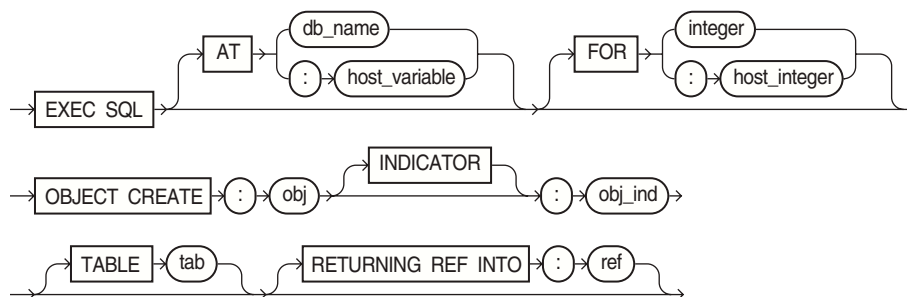 AT db_name FOR integer
: host_variable : host_integer
EXEC SQL
OBJECT CREATE : obj INDICATOR : obj_ind
TABLE tab RETURNING REF INTO : ref